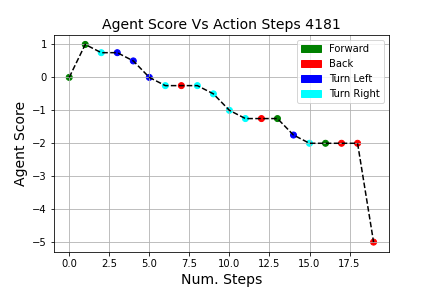 Agent Score Vs Action Steps 4181
Forward
Back
Turn Left
Turn Right
Agent Score
1
0
−1
−2
−3
−4
−5
0.0 2.5 5.0 7.5 10.0 12.5 15.0 17.5
Num. Steps